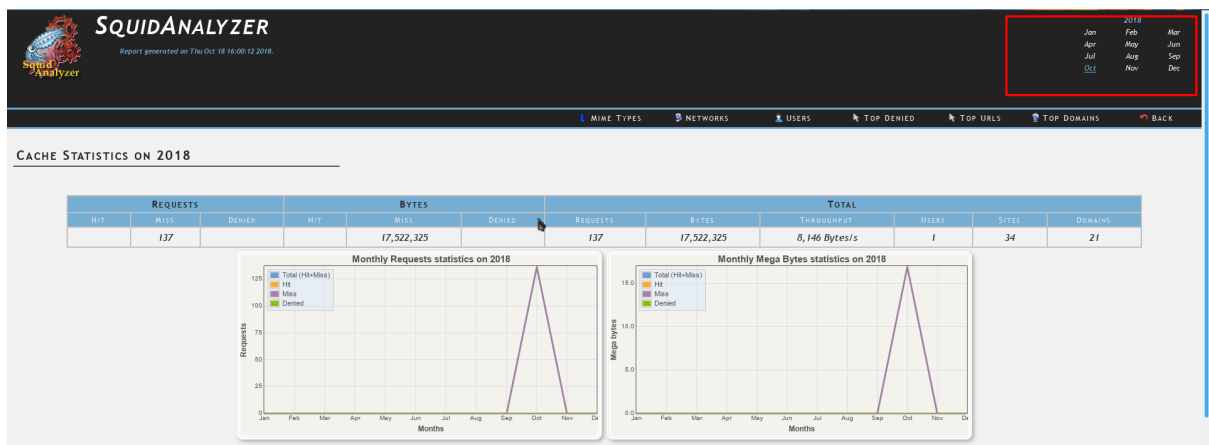 SquidAnalyzer
Report generated on Thu Oct 18 16:00:12 2018.
Squid
Analyzer
2018
Jan Feb Mar
Apr May Jun
Jul Aug Sep
Oct Nov Dec
Mime Types Networks Users Top Denied Top Urls Top Domains Back
Cache Statistics on 2018
Requests Bytes Total
Hit Miss Denied Hit Miss Denied Requests Bytes Throughput Users Sites Domains
137 17,522,325 137 17,522,325 8,146 Bytes/s 1 34 21
Monthly Requests statistics on 2018
Total (Hit+Miss)
Hit
Miss
Denied
125
100
75
50
25
0
Requests
Jan Feb Mar Apr May Jun Jul Aug Sep Oct Nov De
Months
Monthly Mega Bytes statistics on 2018
Total (Hit+Miss)
Hit
Miss
Denied
15.0
10.0
5.0
0.0
Mega bytes
Jan Feb Mar Apr May Jun Jul Aug Sep Oct Nov De
Months